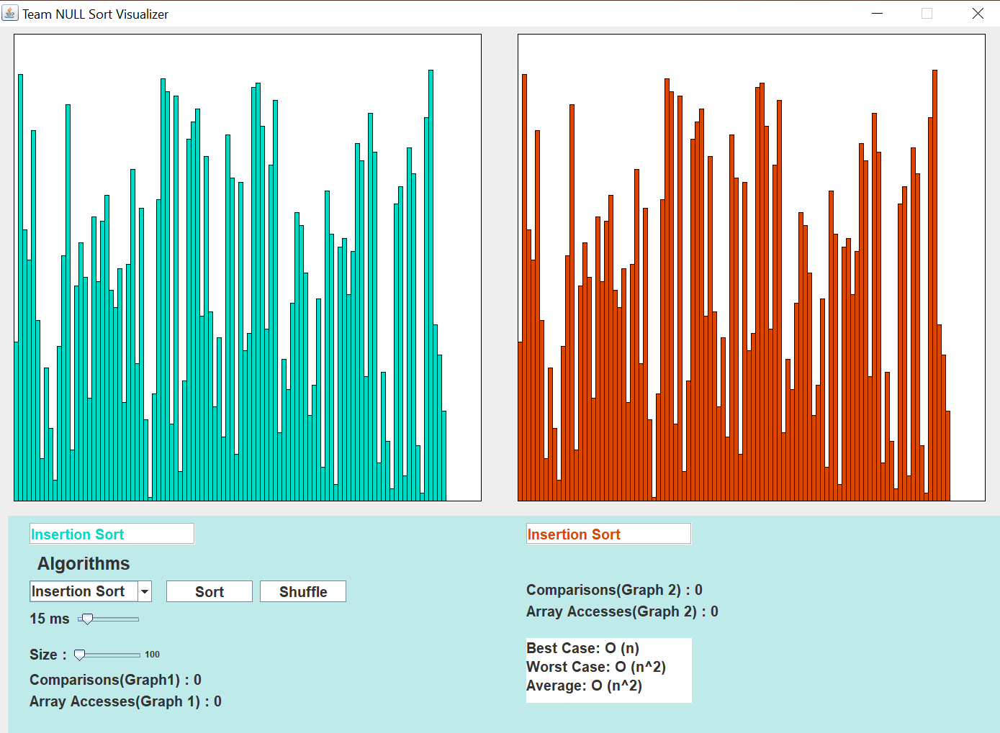 Team NULL Sort Visualizer
Insertion Sort
Algorithms
Insertion Sort
Sort
Shuffle
15 ms
Size : 100
Comparisons(Graph1) : 0
Array Accesses(Graph 1) : 0
Insertion Sort
Comparisons(Graph 2) : 0
Array Accesses(Graph 2) : 0
Best Case: O (n)
Worst Case: O (n^2)
Average: O (n^2)